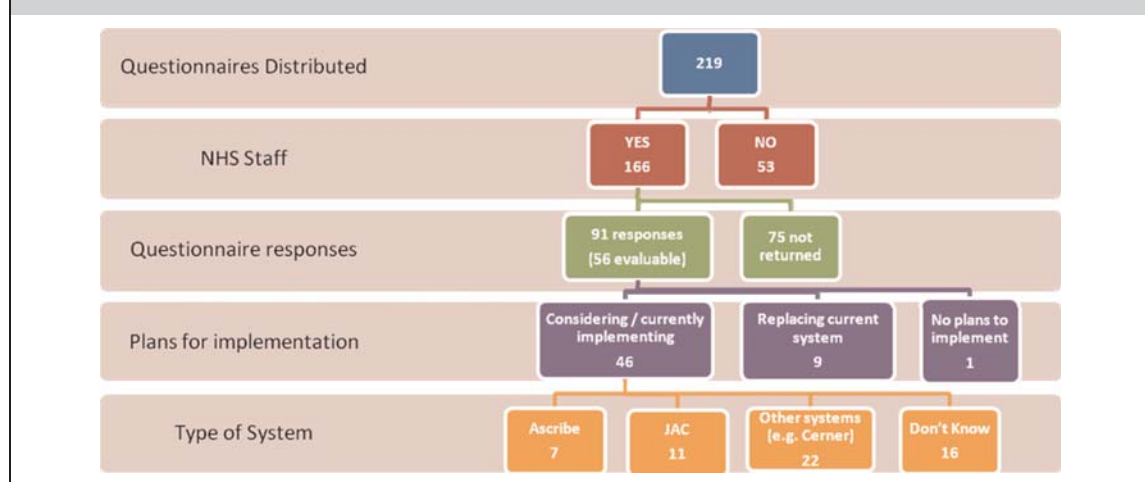 Questionnaires Distributed
219
NHS Staff
YES
166
NO
53
Questionnaire responses
91 responses
(56 evaluable)
75 not
returned
Plans for implementation
Considering / currently
implementing
46
Replacing current
system
9
No plans to
implement
1
Type of System
Ascribe
7
JAC
11
Other systems
(e.g. Cerner)
22
Don't Know
16